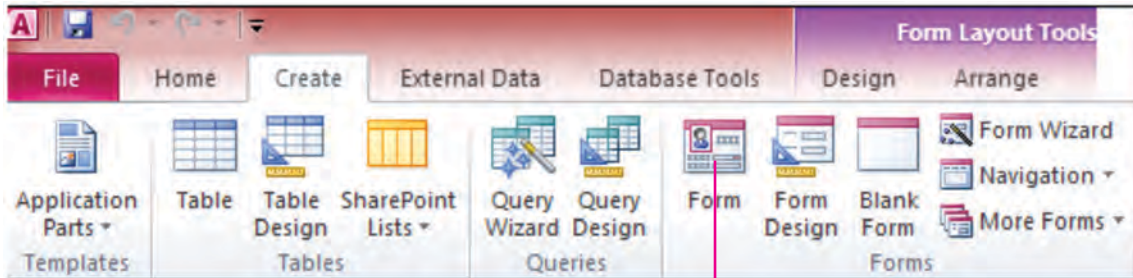 A
Form Layout Tools
File Home Create External Data Database Tools Design Arrange
Application Parts
Table
Table Design
SharePoint Lists
Query Wizard
Query Design
Form
Form Design
Blank Form
Form Wizard
Navigation
More Forms
Templates Tables Queries Forms